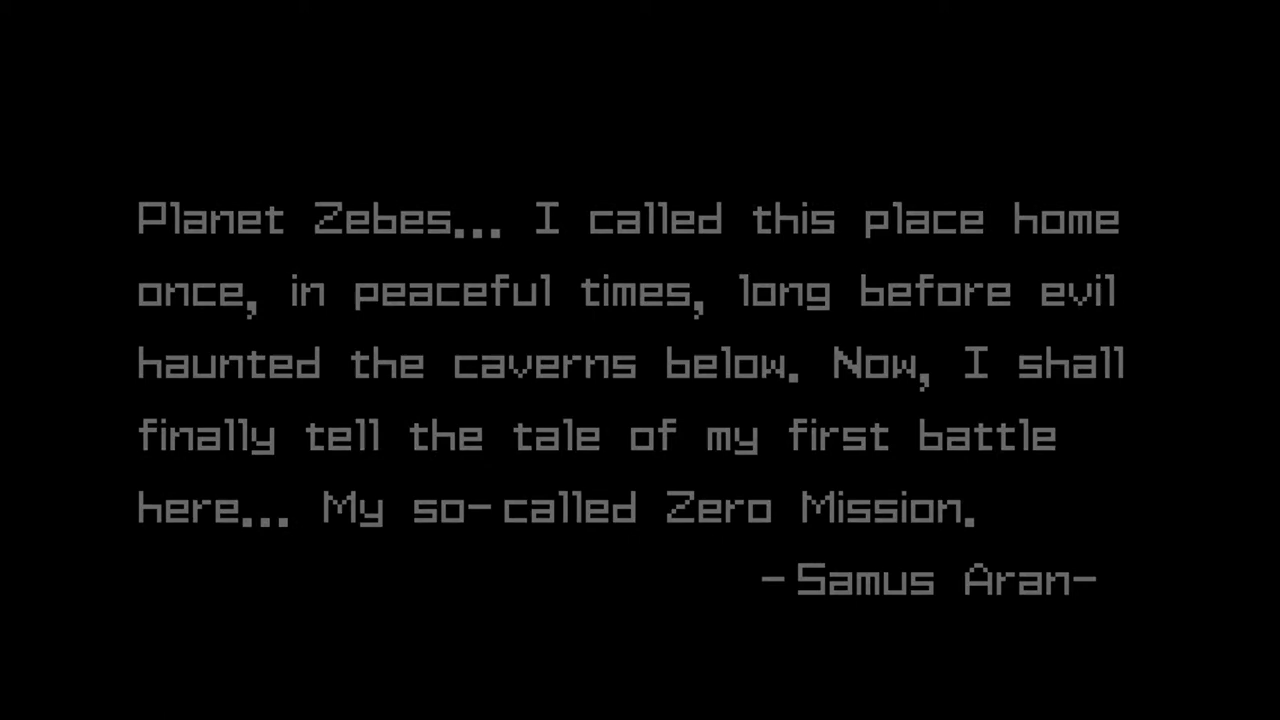 Planet Zebes... I called this place home
once, in peaceful times, long before evil
haunted the caverns below. Now, I shall
finally tell the tale of my first battle
here... My so-called Zero Mission.
-Samus Aran-